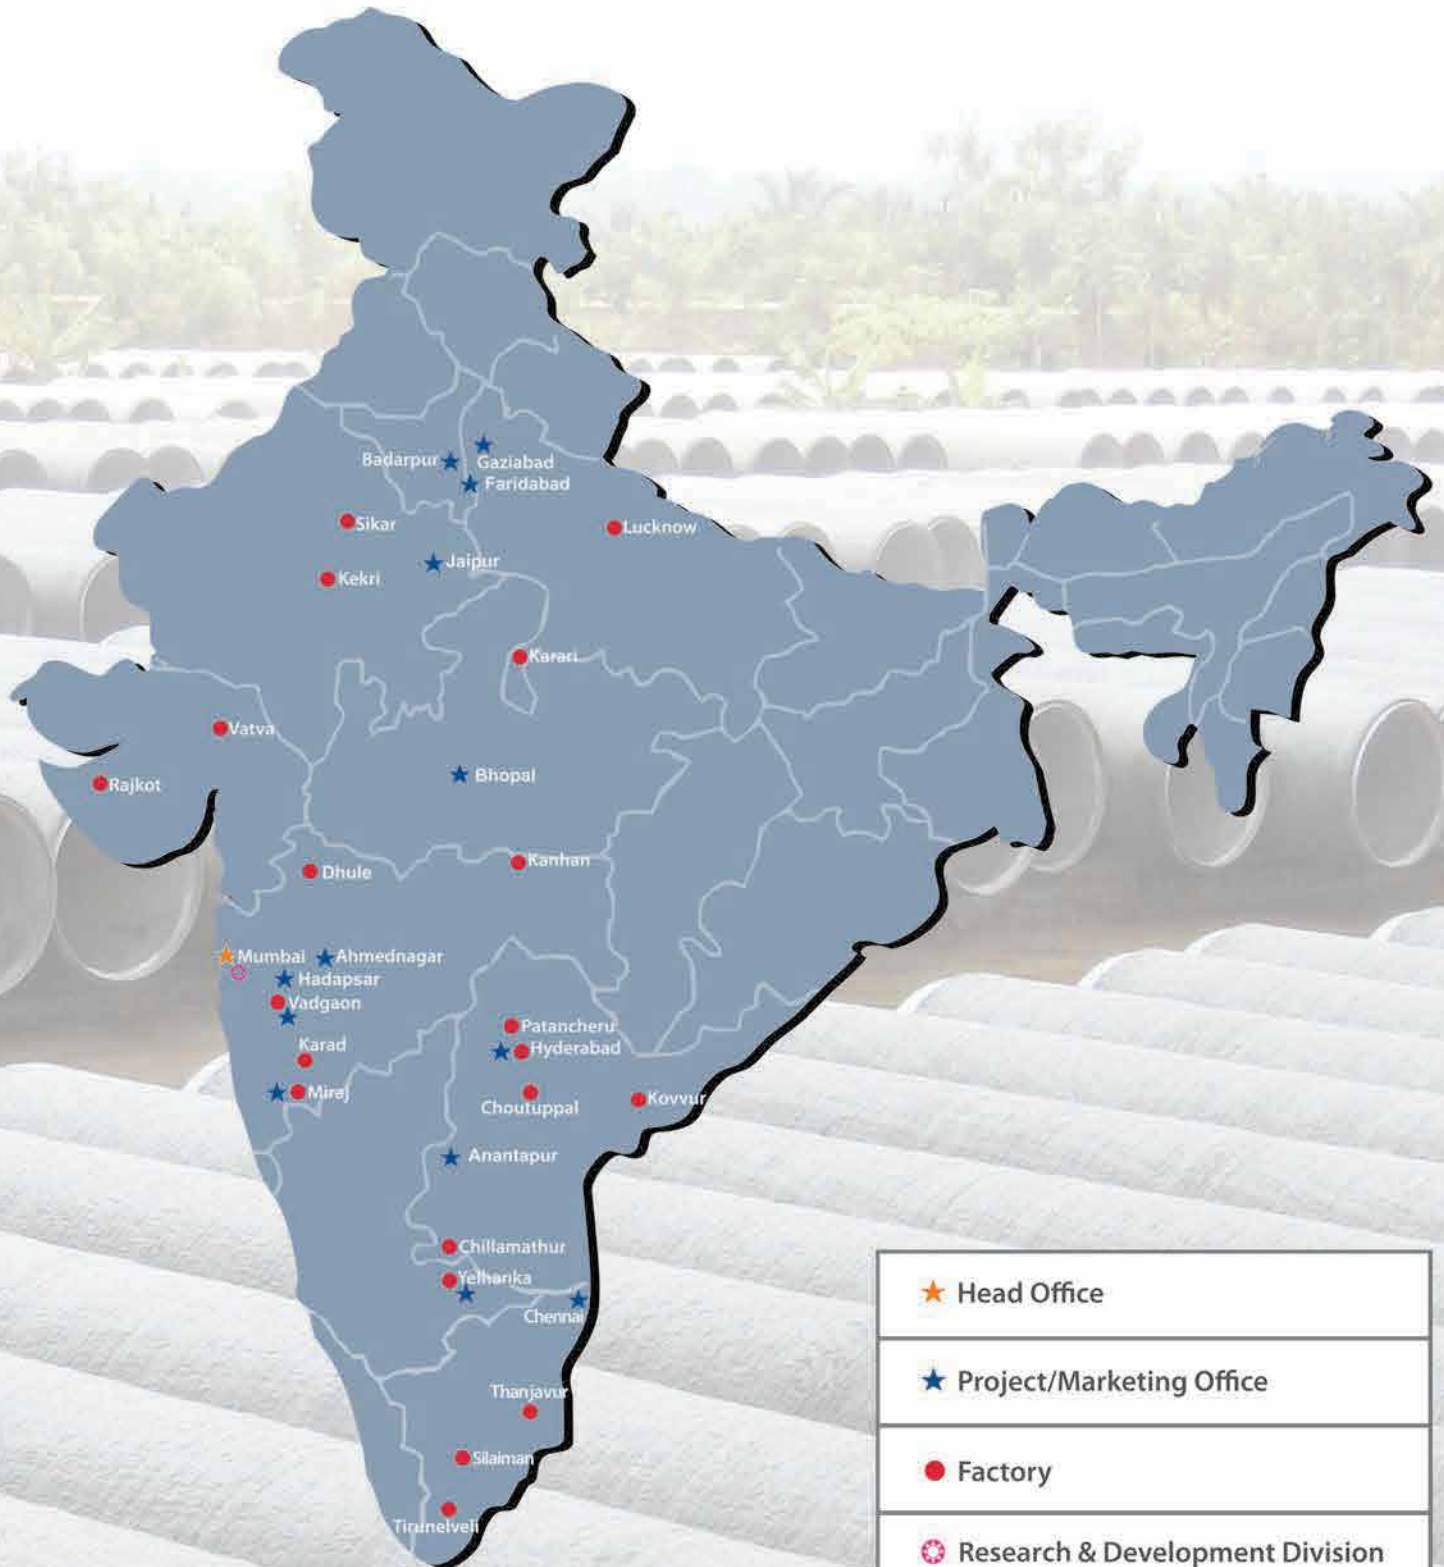 Badarpur
Gaziabad
Faridabad
Sikar
Lucknow
Jaipur
Kekri
Karari
Vatva
Bhopal
Rajkot
Kanhan
Dhule
Mumbai
Ahmednagar
Hadapsar
Vadgaon
Patancheru
Karad
Hyderabad
Miraj
Choutuppal
Kovvur
Anantapur
Chillamathur
Yelhanka
Chennai
Thanjavur
Silaiman
Tirunelveli
Head Office
Project/Marketing Office
Factory
Research & Development Division